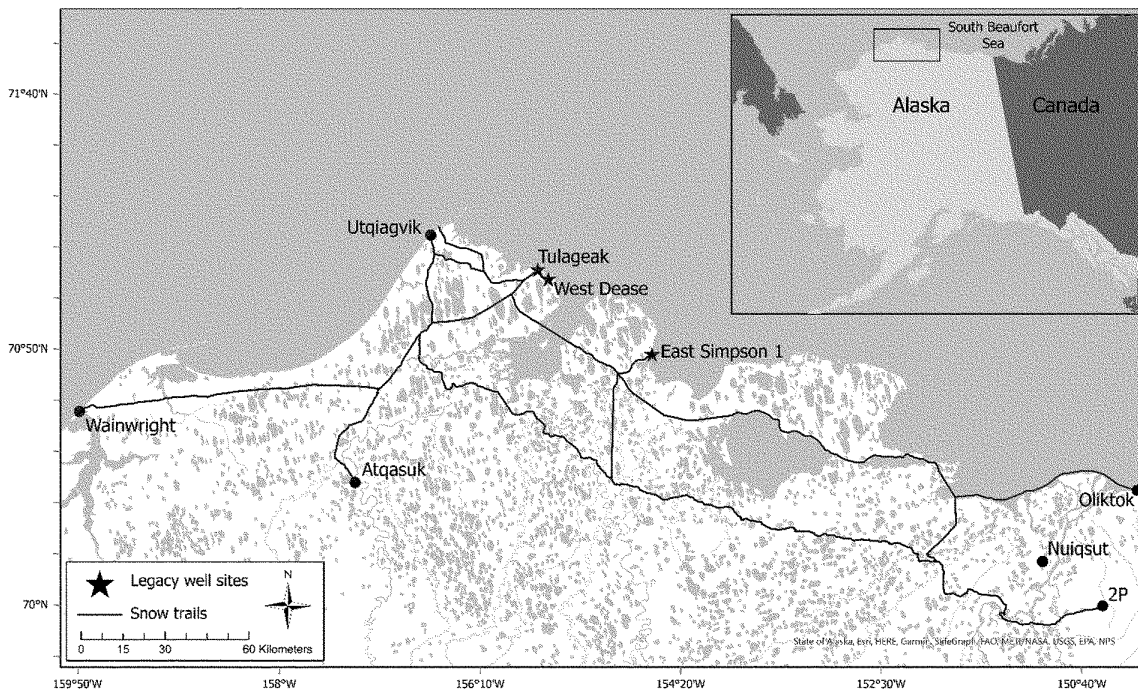 South Beaufort
Sea
Alaska
Canada
71°40'N
Utqiagvik
Tulageak
West Dease
70°50'N
East Simpson 1
Wainwright
Atqasuk
Oliktok
Nuiqsut
2P
70°N
Legacy well sites
Snow trails
N
0 15 30 60 Kilometers
State of Alaska, Esri, HERE, Garmin, SafeGraph, FAO, METI/NASA, USGS, EPA, NPS
159°50'W 158°W 156°10'W 154°20'W 152°30'W 150°40'W